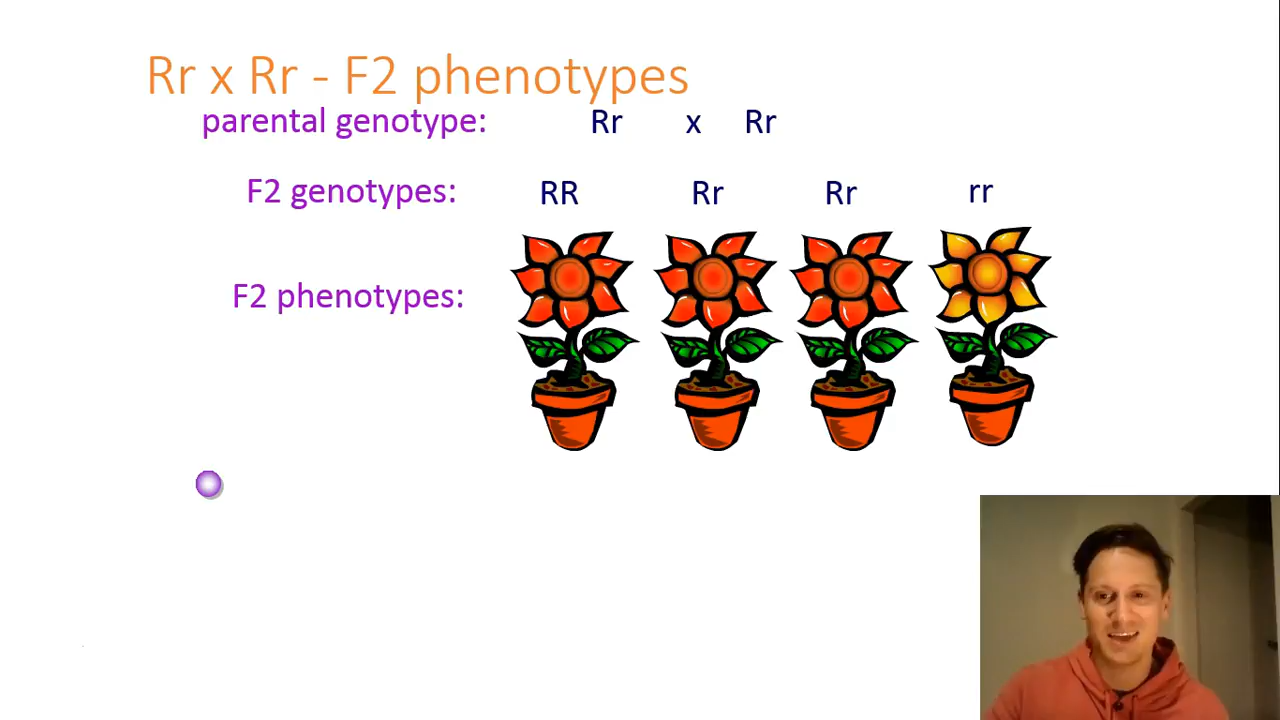 Rr x Rr - F2 phenotypes
parental genotype: Rr x Rr
F2 genotypes: RR Rr Rr rr
F2 phenotypes: